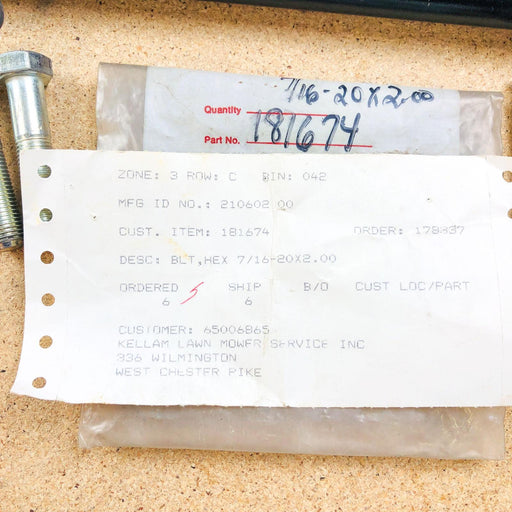 7/16-20X2.00
Quantity
Part No. 181674
ZONE: 3 ROW: C BIN: 042
MFG ID NO.: 210602 00
CUST. ITEM: 181674 ORDER: 178837
DESC: BLT,HEX 7/16-20X2.00
ORDERED SHIP B/O CUST LOC/PART
6 5 6
CUSTOMER: 65006865
KELLAM LAWN MOWER SERVICE INC
336 WILMINGTON
WEST CHESTER PIKE